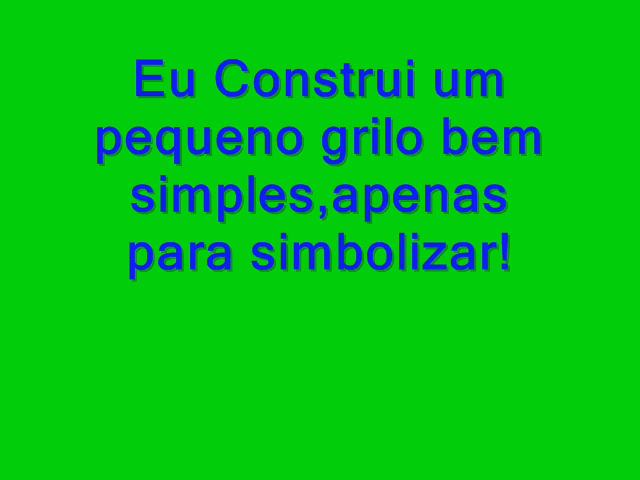 Eu Construi um
pequeno grilo bem
simples,apenas
para simbolizar!